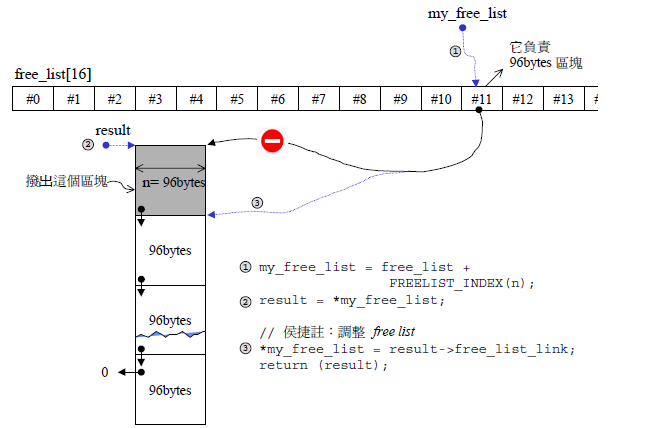 my_free_list
①
它負責
96bytes 區塊
free_list[16]
#0 #1 #2 #3 #4 #5 #6 #7 #8 #9 #10 #11 #12 #13
result
②
撥出這個區塊
n= 96bytes
③
96bytes
96bytes
0
96bytes
① my_free_list = free_list +
FREELIST_INDEX(n);
② result = *my_free_list;
// 侯捷註：調整 free list
③ *my_free_list = result->free_list_link;
return (result);